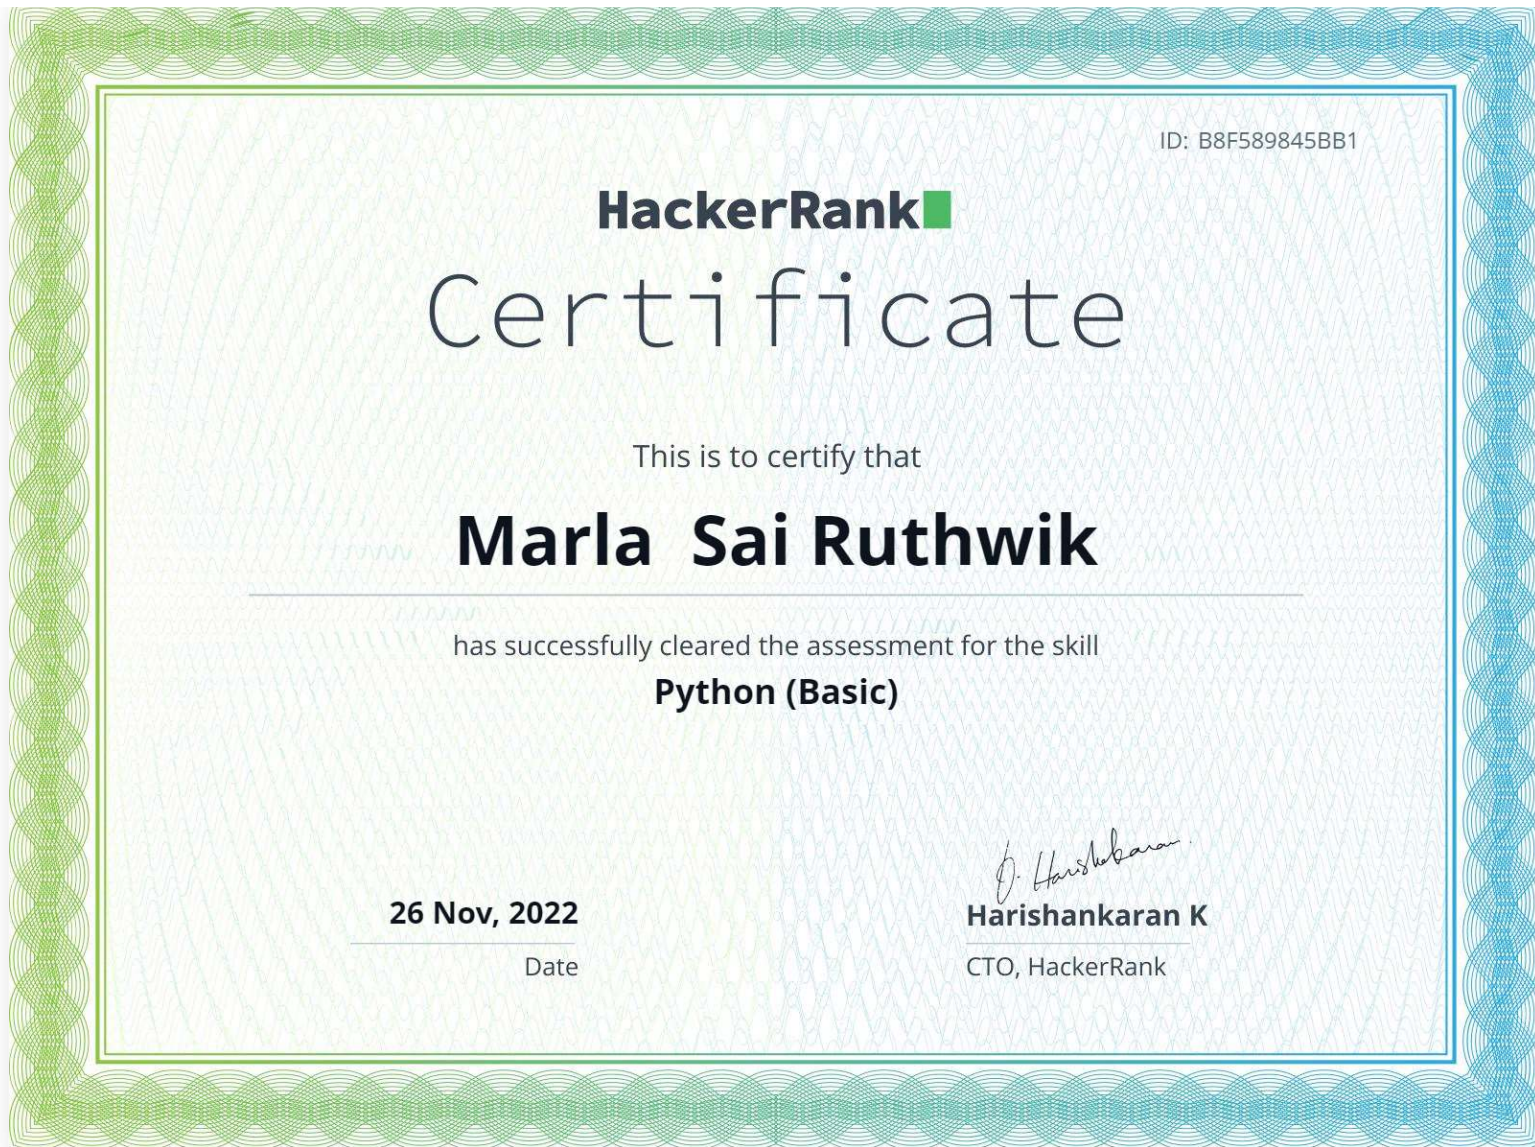 ID: B8F589845BB1
HackerRank
Certificate
This is to certify that
Marla Sai Ruthwik
has successfully cleared the assessment for the skill
Python (Basic)
26 Nov, 2022
Date
Harishankaran K
CTO, HackerRank